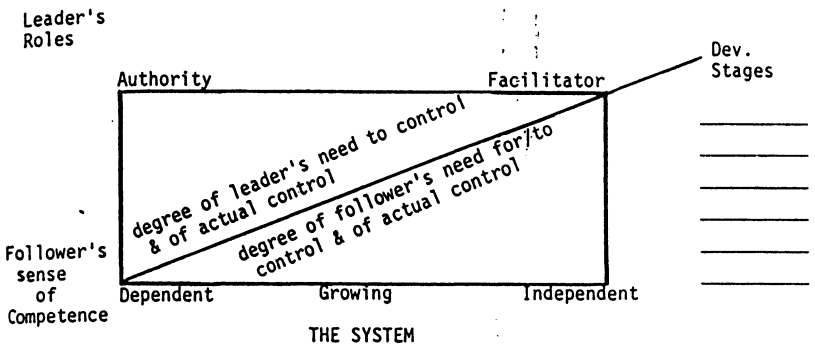 Leader's
Roles
Dev.
Stages
Authority
Facilitator
degree of leader's need to control
& of actual control
degree of follower's need for/to
control & of actual control
Follower's
sense
of
Competence
Dependent
Growing
Independent
THE SYSTEM